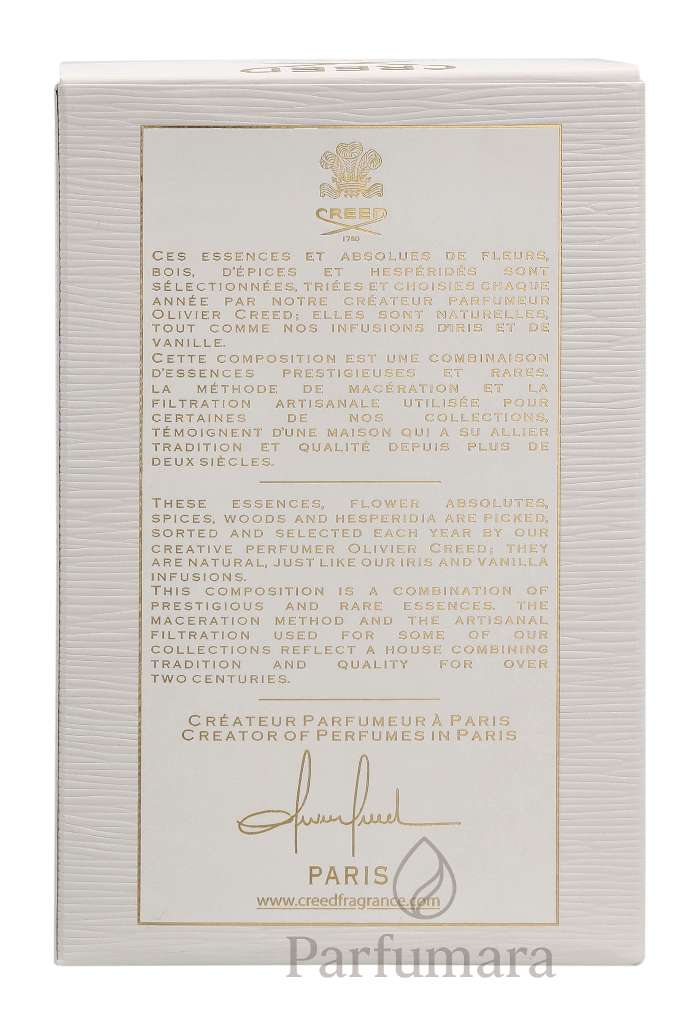 CREED
CREED
1760
CES ESSENCES ET ABSOLUES DE FLEURS,
BOIS, D'ÉPICES ET HESPÉRIDÉS SONT
SÉLECTIONNÉES, TRIÉES ET CHOISIES CHAQUE
ANNÉE PAR NOTRE CRÉATEUR PARFUMEUR
OLIVIER CREED; ELLES SONT NATURELLES,
TOUT COMME NOS INFUSIONS D'IRIS ET DE
VANILLE.
CETTE COMPOSITION EST UNE COMBINAISON
D'ESSENCES PRESTIGIEUSES ET RARES.
LA MÉTHODE DE MACÉRATION ET LA
FILTRATION ARTISANALE UTILISÉE POUR
CERTAINES DE NOS COLLECTIONS,
TÉMOIGNENT D'UNE MAISON QUI A SU ALLIER
TRADITION ET QUALITÉ DEPUIS PLUS DE
DEUX SIÈCLES.
THESE ESSENCES, FLOWER ABSOLUTES,
SPICES, WOODS AND HESPERIDIA ARE PICKED,
SORTED AND SELECTED EACH YEAR BY OUR
CREATIVE PERFUMER OLIVIER CREED; THEY
ARE NATURAL, JUST LIKE OUR IRIS AND VANILLA
INFUSIONS.
THIS COMPOSITION IS A COMBINATION OF
PRESTIGIOUS AND RARE ESSENCES. THE
MACERATION METHOD AND THE ARTISANAL
FILTRATION USED FOR SOME OF OUR
COLLECTIONS REFLECT A HOUSE COMBINING
TRADITION AND QUALITY FOR OVER
TWO CENTURIES.
CRÉATEUR PARFUMEUR À PARIS
CREATOR OF PERFUMES IN PARIS
Olivier Creed
PARIS
www.creedfragrance.com
Parfumara